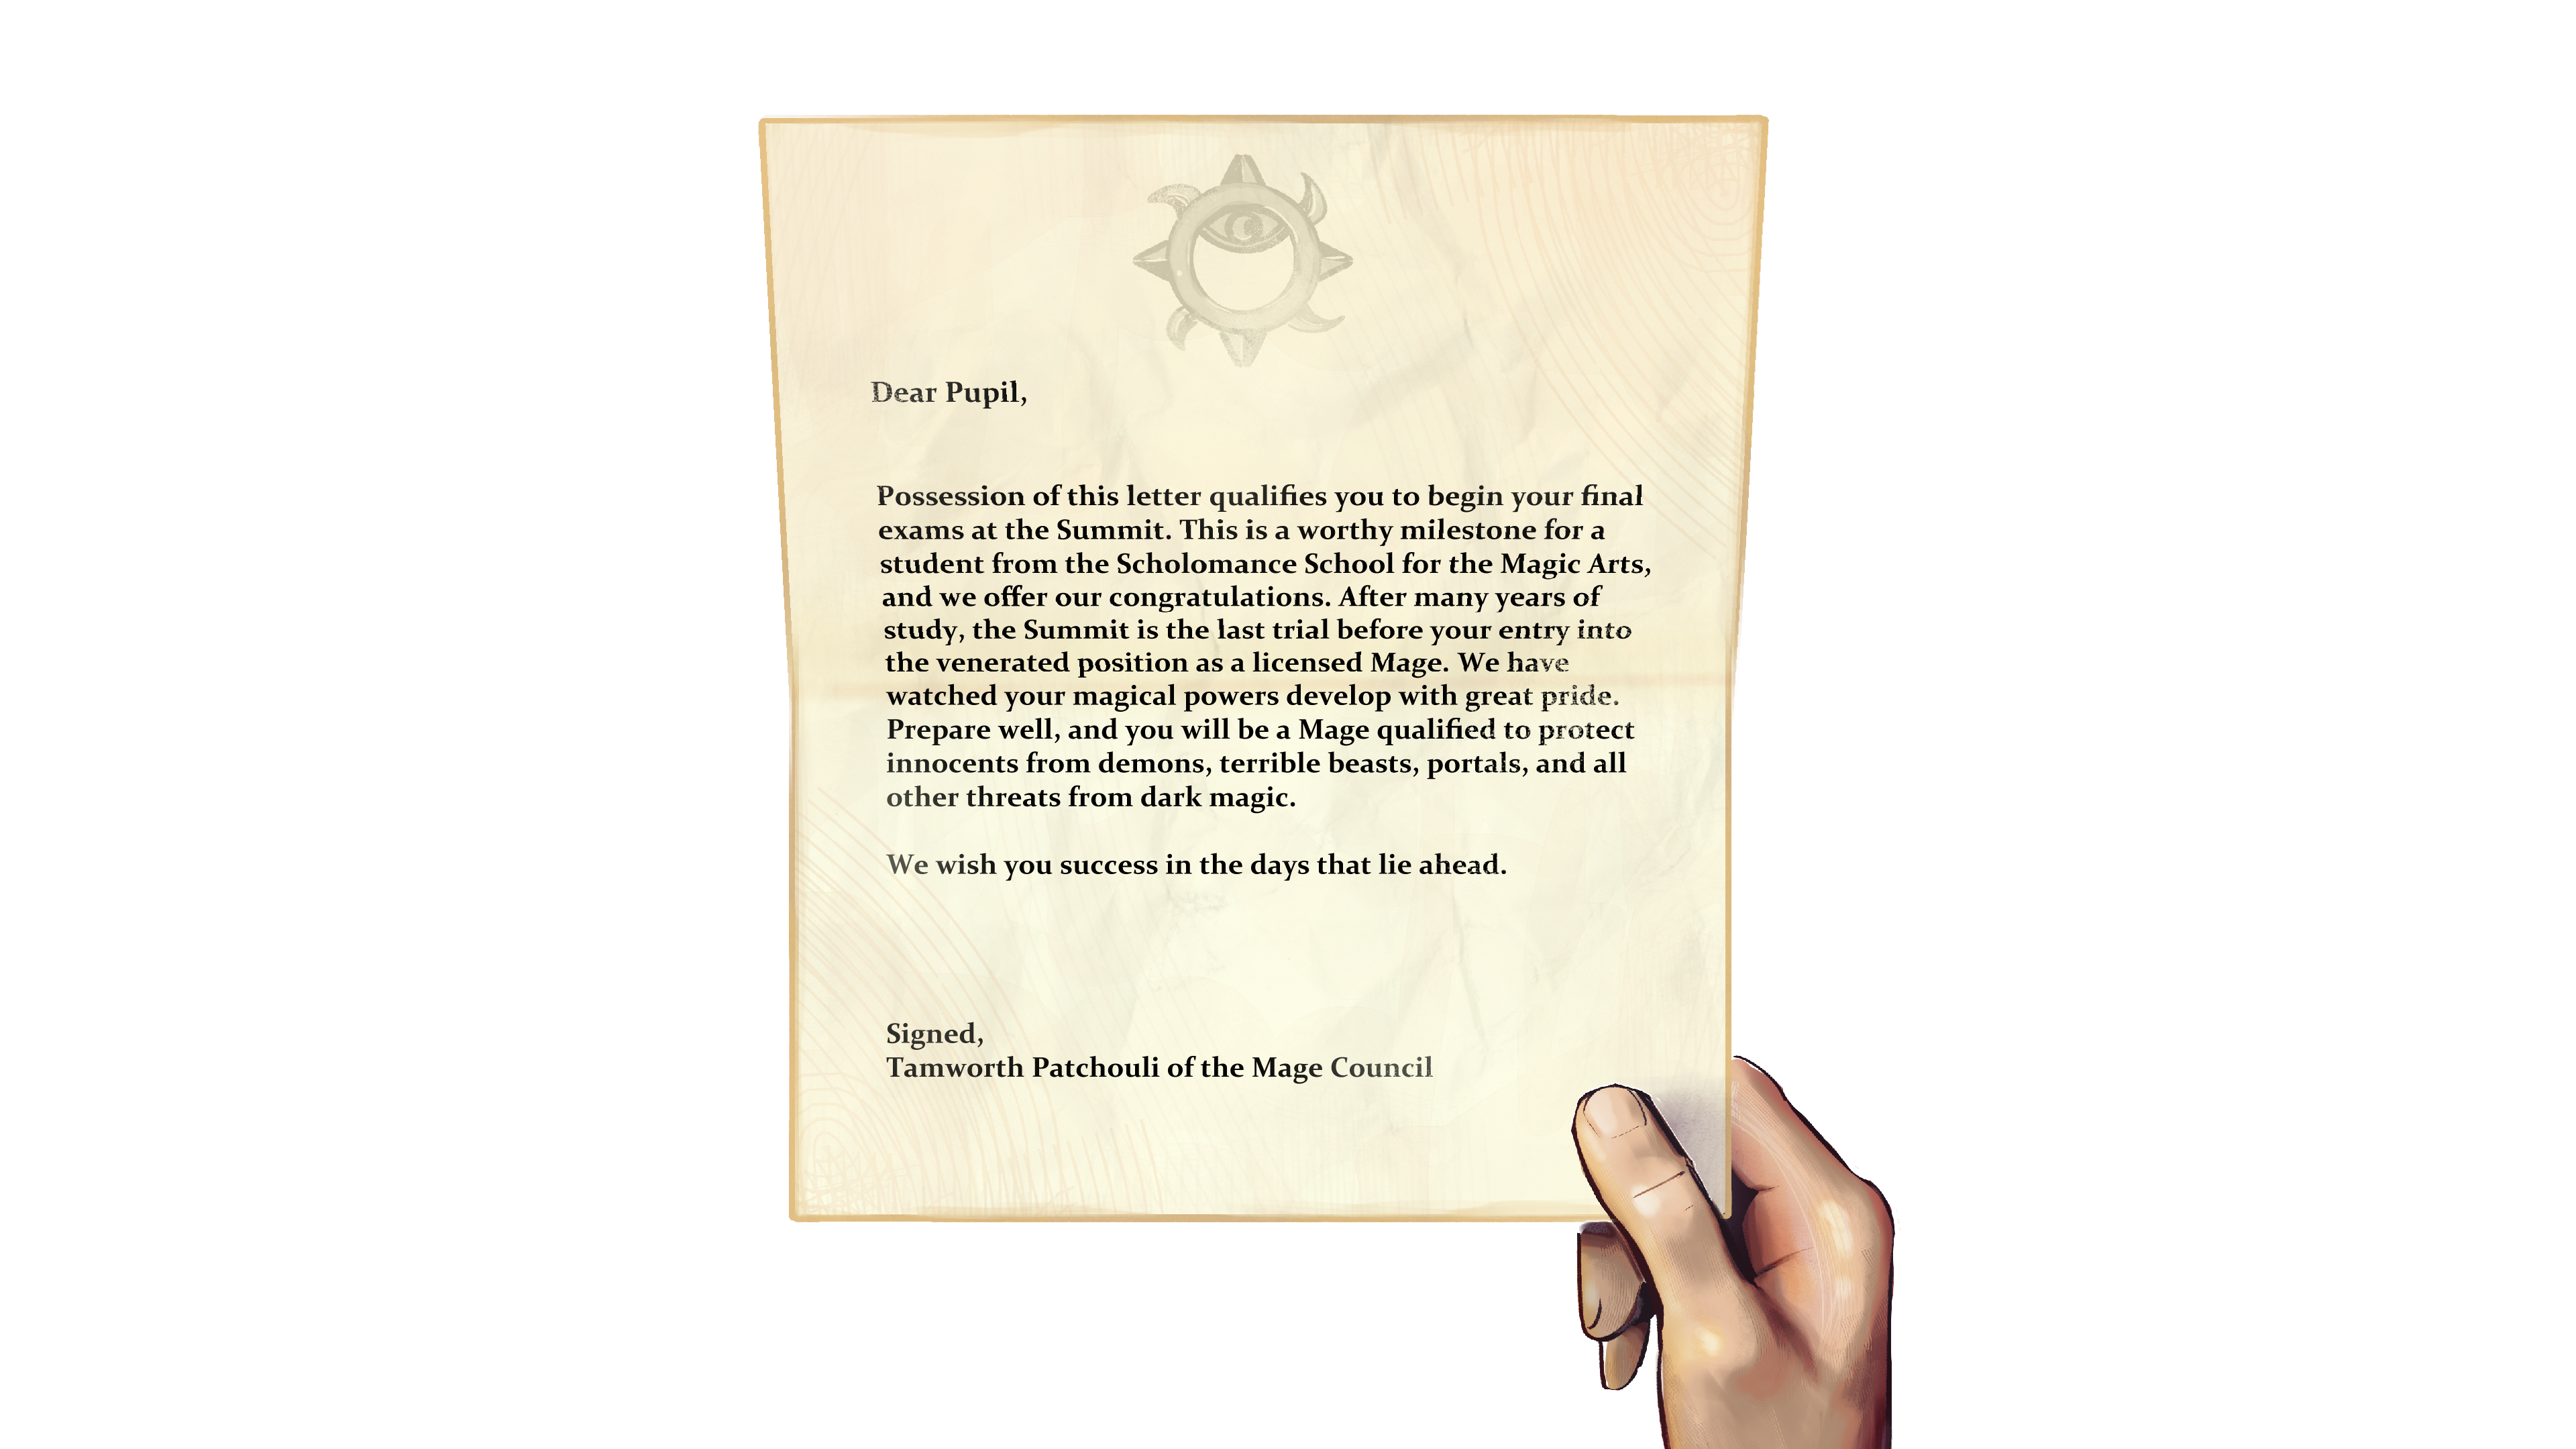 Dear Pupil,
Possession of this letter qualifies you to begin your final
exams at the Summit. This is a worthy milestone for a
student from the Scholomance School for the Magic Arts,
and we offer our congratulations. After many years of
study, the Summit is the last trial before your entry into
the venerated position as a licensed Mage. We have
watched your magical powers develop with great pride.
Prepare well, and you will be a Mage qualified to protect
innocents from demons, terrible beasts, portals, and all
other threats from dark magic.
We wish you success in the days that lie ahead.
Signed,
Tamworth Patchouli of the Mage Council